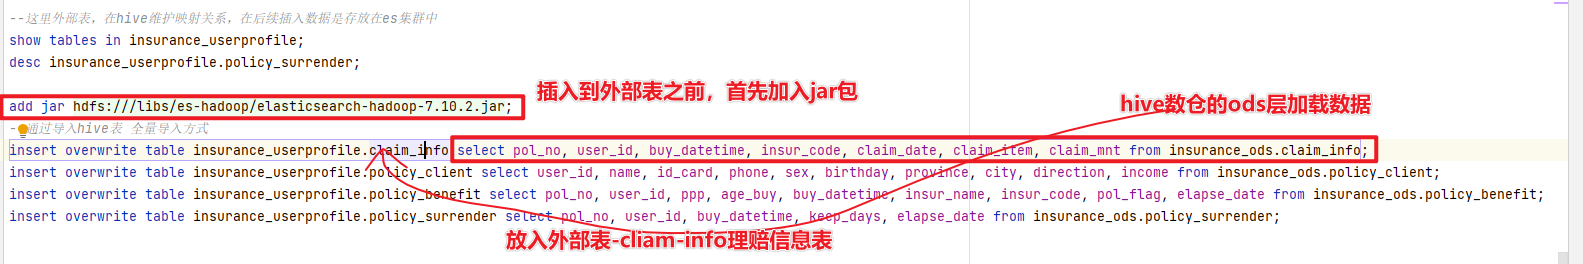 --这里外部表，在hive维护映射关系，在后续插入数据是存放在es集群中
show tables in insurance_userprofile;
desc insurance_userprofile.policy_surrender;
插入到外部表之前，首先加入jar包
add jar hdfs:///libs/es-hadoop/elasticsearch-hadoop-7.10.2.jar;
hive数仓的ods层加载数据
-通过导入hive表 全量导入方式
insert overwrite table insurance_userprofile.claim_info select pol_no, user_id, buy_datetime, insur_code, claim_date, claim_item, claim_mnt from insurance_ods.claim_info;
insert overwrite table insurance_userprofile.policy_client select user_id, name, id_card, phone, sex, birthday, province, city, direction, income from insurance_ods.policy_client;
insert overwrite table insurance_userprofile.policy_benefit select pol_no, user_id, ppp, age_buy, buy_datetime, insur_name, insur_code, pol_flag, elapse_date from insurance_ods.policy_benefit;
insert overwrite table insurance_userprofile.policy_surrender select pol_no, user_id, buy_datetime, keep_days, elapse_date from insurance_ods.policy_surrender;
放入外部表-cliam-info理赔信息表